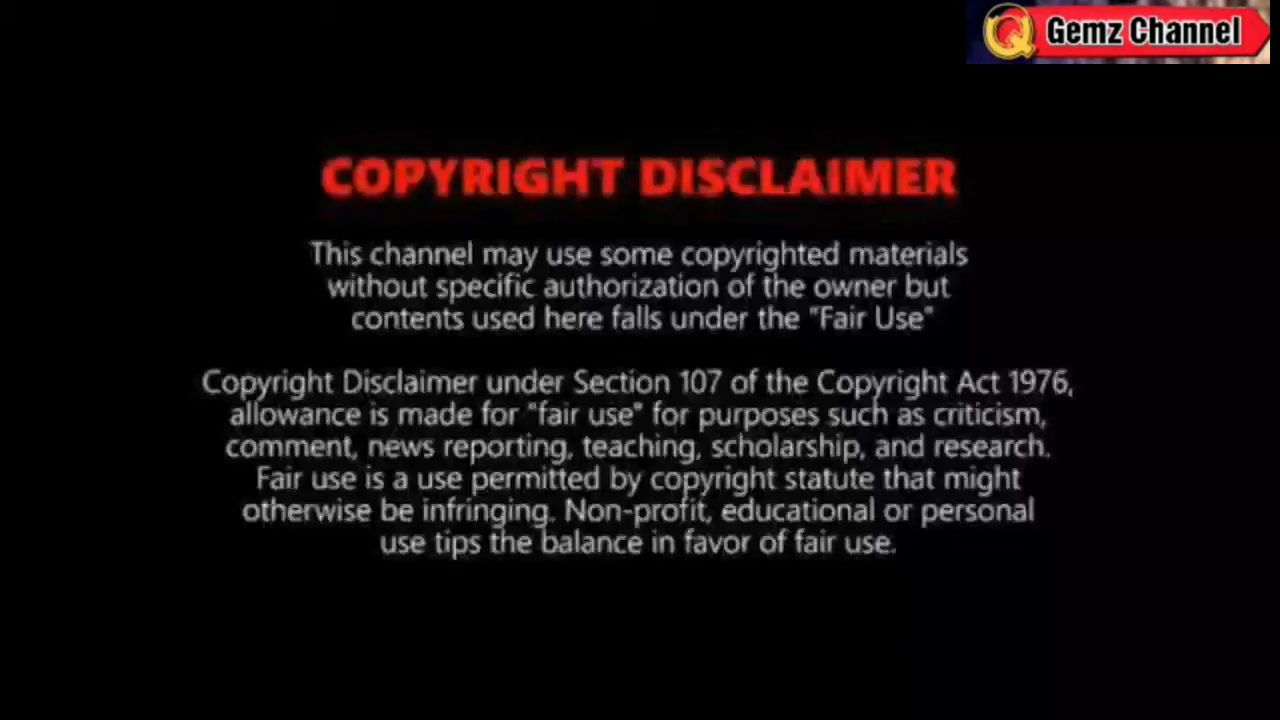 Gemz Channel
COPYRIGHT DISCLAIMER
This channel may use some copyrighted materials
without specific authorization of the owner but
contents used here falls under the "Fair Use"
Copyright Disclaimer under Section 107 of the Copyright Act 1976,
allowance is made for "fair use" for purposes such as criticism,
comment, news reporting, teaching, scholarship, and research.
Fair use is a use permitted by copyright statute that might
otherwise be infringing. Non-profit, educational or personal
use tips the balance in favor of fair use.